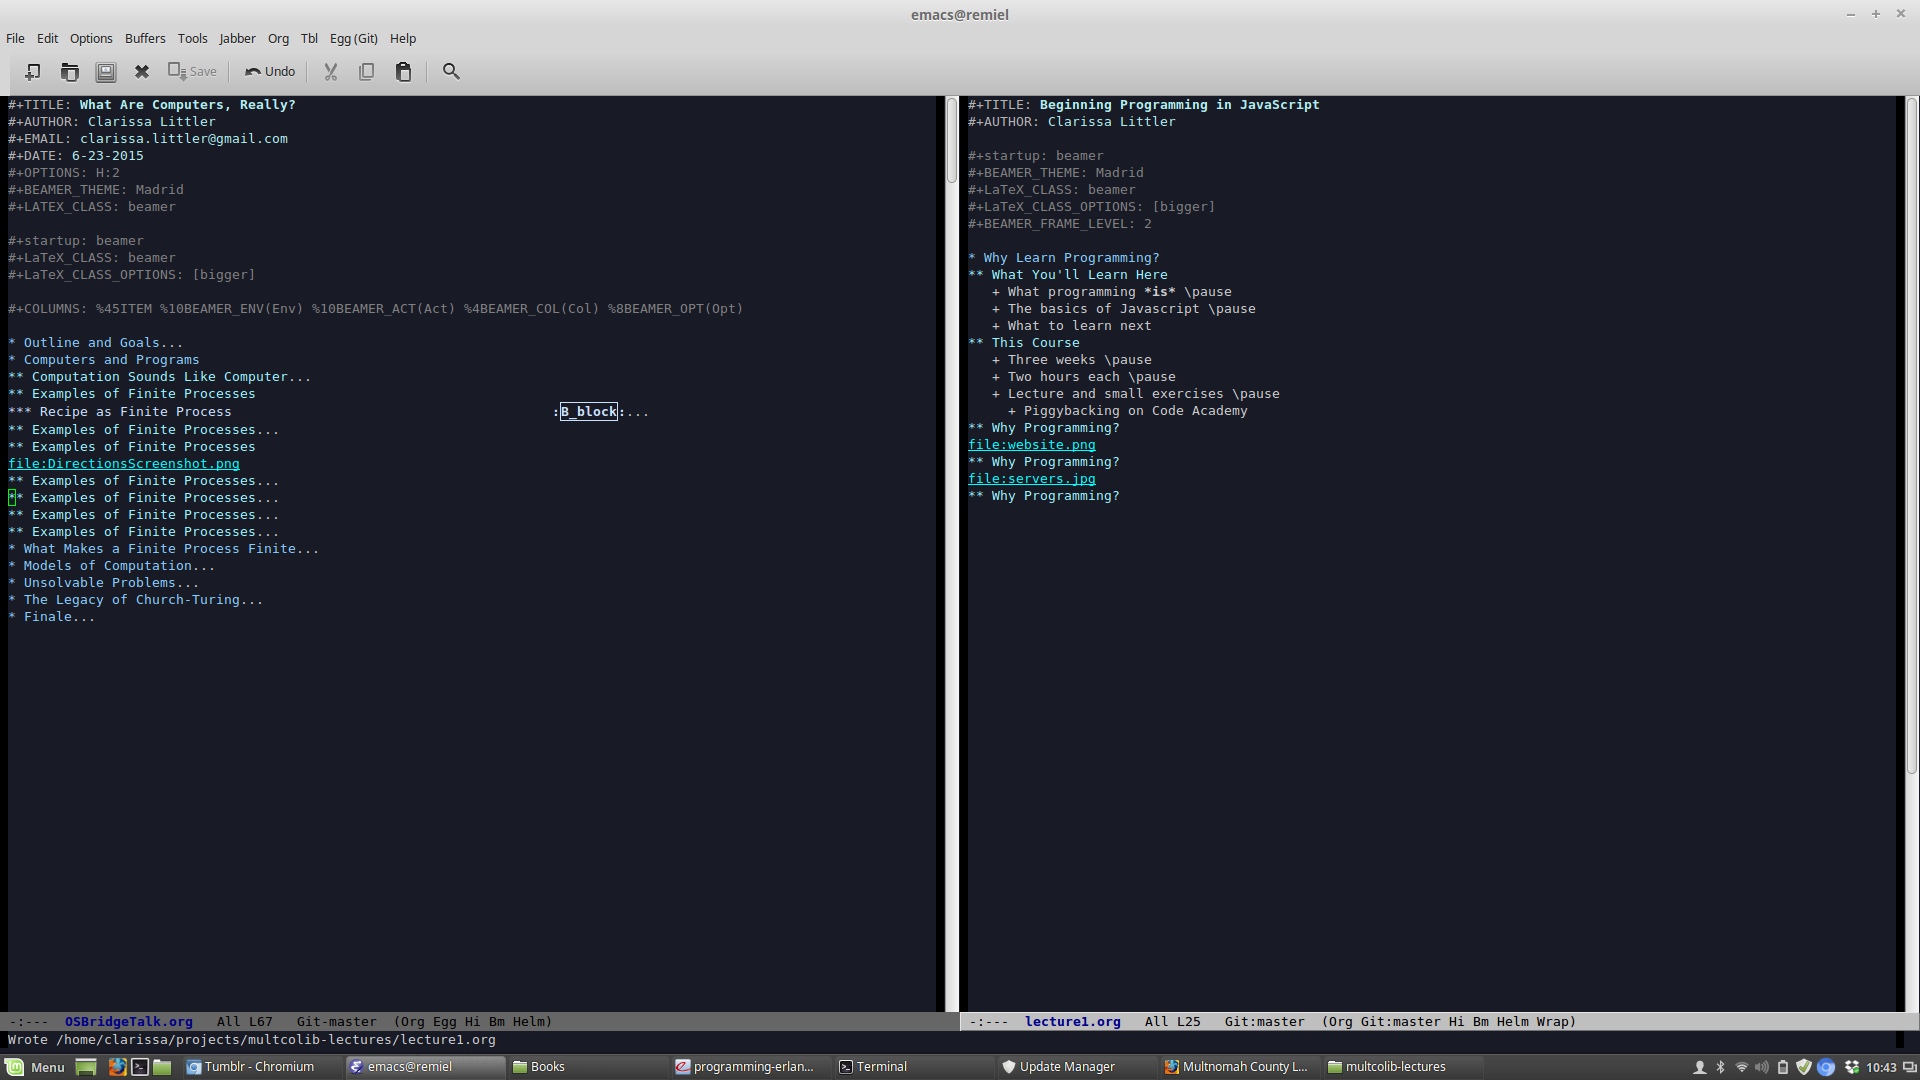 emacs@remiel
File Edit Options Buffers Tools Jabber Org Tbl Egg (Git) Help
Save Undo
#+TITLE: What Are Computers, Really?
#+AUTHOR: Clarissa Littler
#+EMAIL: clarissa.littler@gmail.com
#+DATE: 6-23-2015
#+OPTIONS: H:2
#+BEAMER_THEME: Madrid
#+LATEX_CLASS: beamer
#+startup: beamer
#+LaTeX_CLASS: beamer
#+LaTeX_CLASS_OPTIONS: [bigger]
#+COLUMNS: %45ITEM %10BEAMER_ENV(Env) %10BEAMER_ACT(Act) %4BEAMER_COL(Col) %8BEAMER_OPT(Opt)
* Outline and Goals...
* Computers and Programs
** Computation Sounds Like Computer...
** Examples of Finite Processes
*** Recipe as Finite Process :B_block:...
** Examples of Finite Processes...
** Examples of Finite Processes
file:DirectionsScreenshot.png
** Examples of Finite Processes...
** Examples of Finite Processes...
** Examples of Finite Processes...
** Examples of Finite Processes...
* What Makes a Finite Process Finite...
* Models of Computation...
* Unsolvable Problems...
* The Legacy of Church-Turing...
* Finale...
-:--- OSBridgeTalk.org All L67 Git-master (Org Egg Hi Bm Helm)
#+TITLE: Beginning Programming in JavaScript
#+AUTHOR: Clarissa Littler
#+startup: beamer
#+BEAMER_THEME: Madrid
#+LaTeX_CLASS: beamer
#+LaTeX_CLASS_OPTIONS: [bigger]
#+BEAMER_FRAME_LEVEL: 2
* Why Learn Programming?
** What You'll Learn Here
+ What programming *is* \pause
+ The basics of Javascript \pause
+ What to learn next
** This Course
+ Three weeks \pause
+ Two hours each \pause
+ Lecture and small exercises \pause
+ Piggybacking on Code Academy
** Why Programming?
file:website.png
** Why Programming?
file:servers.jpg
** Why Programming?
-:--- lecture1.org All L25 Git:master (Org Git:master Hi Bm Helm Wrap)
Wrote /home/clarissa/projects/multcolib-lectures/lecture1.org
Menu Tumblr - Chromium emacs@remiel Books programming-erlan... Terminal Update Manager Multnomah County L... multcolib-lectures 10:43